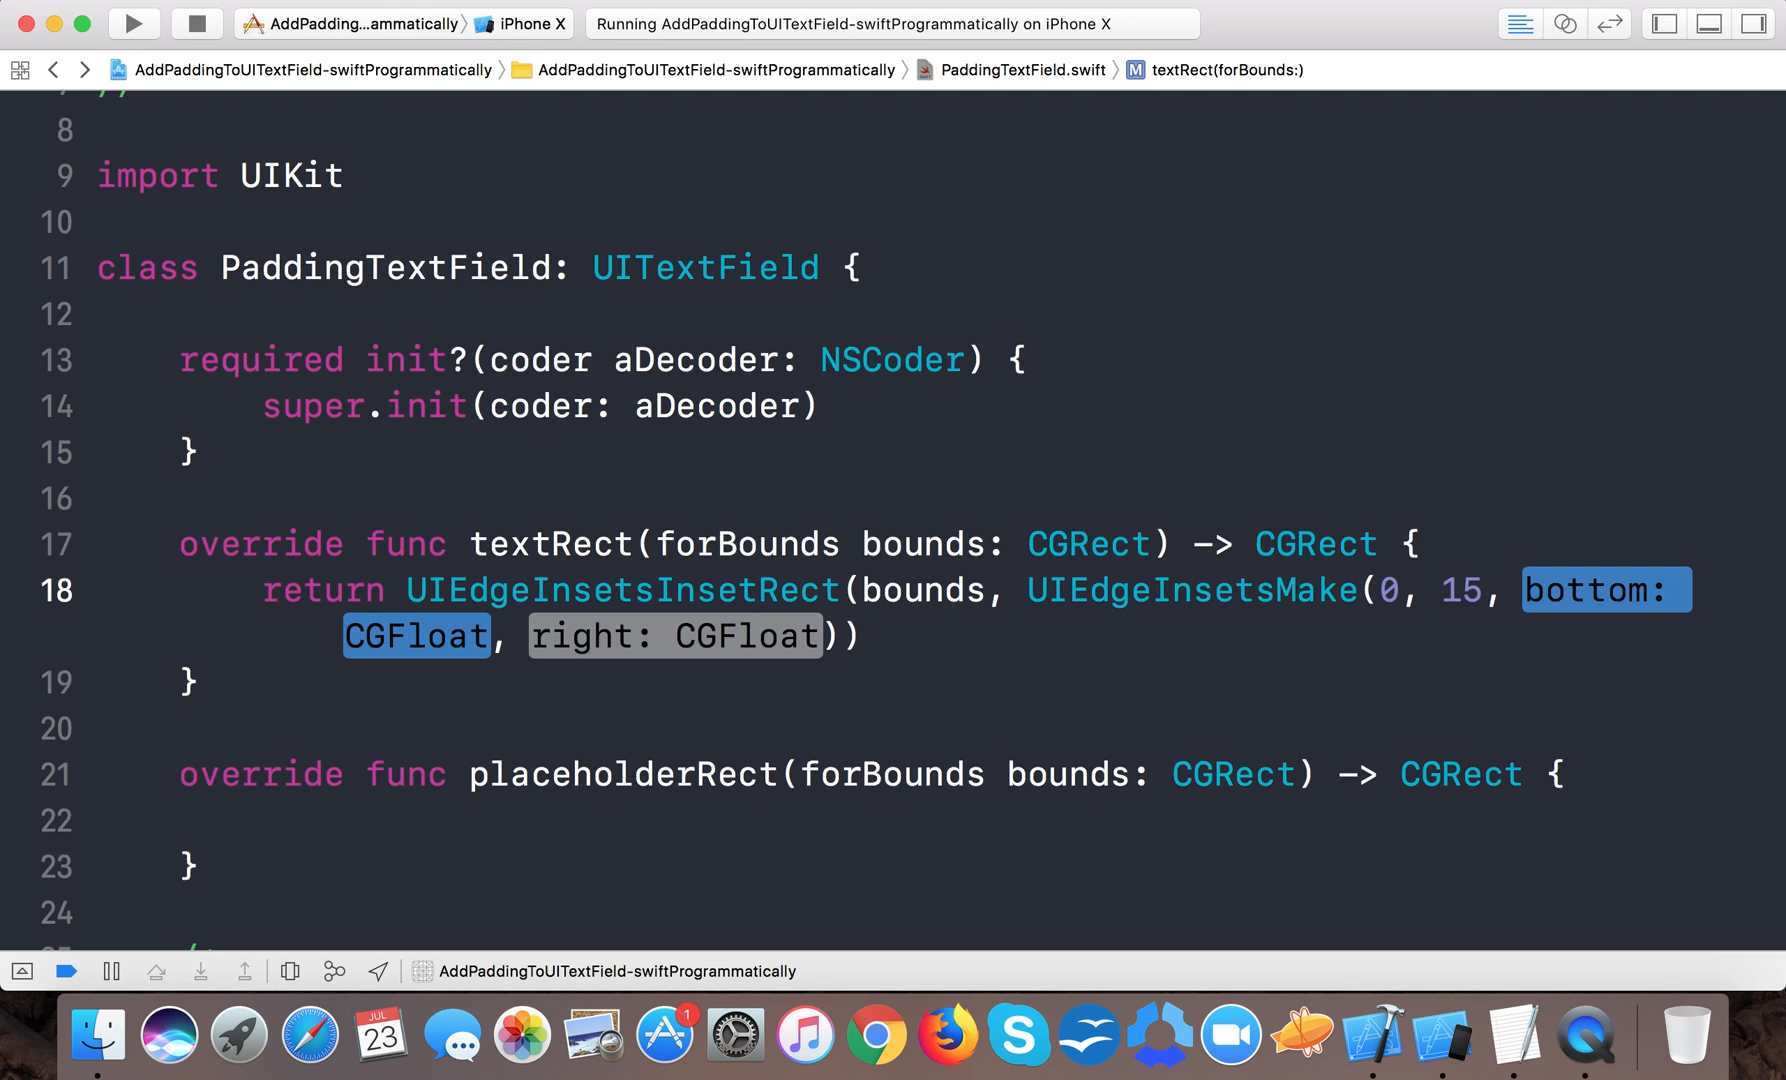 AddPadding...ammatically
iPhone X
Running AddPaddingToUITextField-swiftProgrammatically on iPhone X
AddPaddingToUITextField-swiftProgrammatically
AddPaddingToUITextField-swiftProgrammatically
PaddingTextField.swift
M textRect(forBounds:)
//
8
9 import UIKit
10
11 class PaddingTextField: UITextField {
12
13 required init?(coder aDecoder: NSCoder) {
14 super.init(coder: aDecoder)
15 }
16
17 override func textRect(forBounds bounds: CGRect) -> CGRect {
18 return UIEdgeInsetsInsetRect(bounds, UIEdgeInsetsMake(0, 15, bottom:
CGFloat, right: CGFloat))
19 }
20
21 override func placeholderRect(forBounds bounds: CGRect) -> CGRect {
22
23 }
24
AddPaddingToUITextField-swiftProgrammatically
JUL
23
1